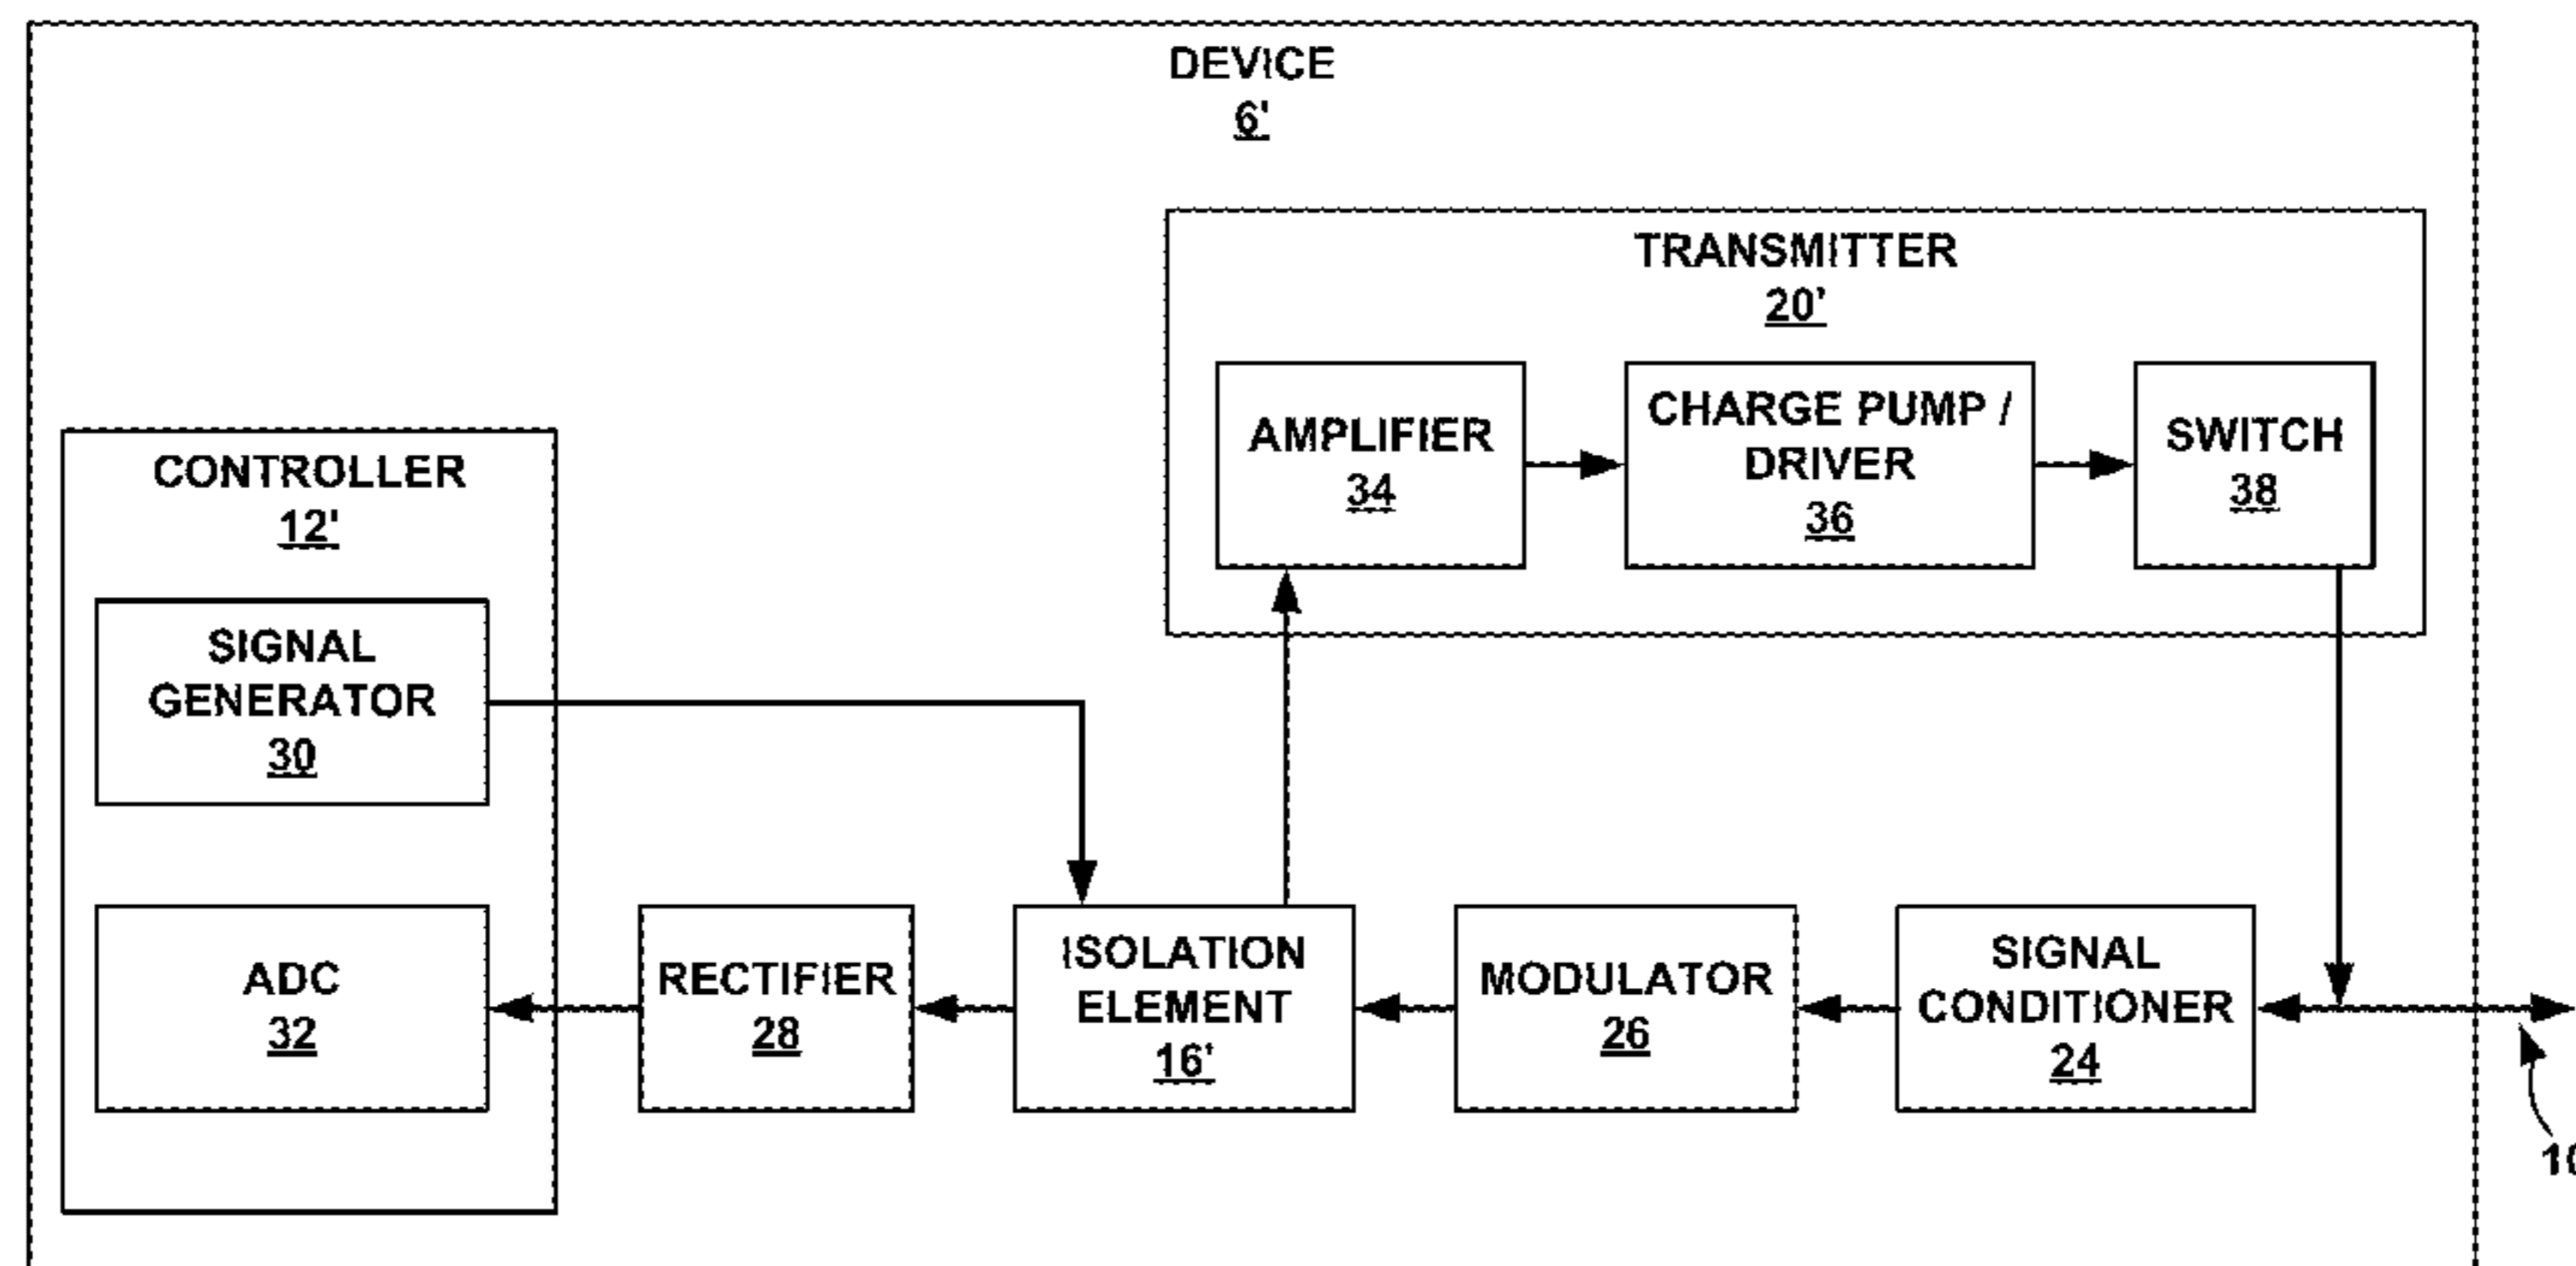 DEVICE
6'
TRANSMITTER
20'
AMPLIFIER
34
CHARGE PUMP /
DRIVER
36
SWITCH
38
CONTROLLER
12'
SIGNAL
GENERATOR
30
ADC
32
RECTIFIER
28
ISOLATION
ELEMENT
16'
MODULATOR
26
SIGNAL
CONDITIONER
24